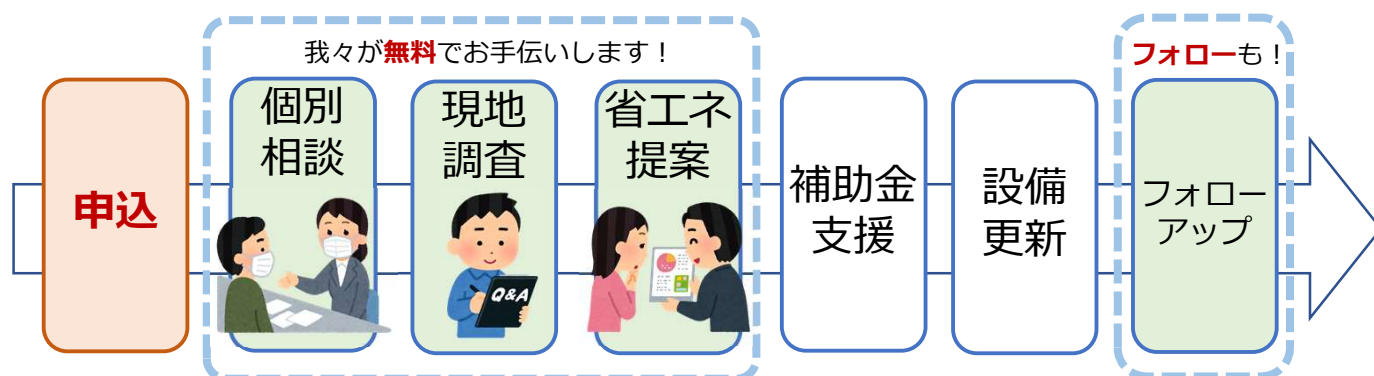 我々が無料でお手伝いします！
フォローも！
申込
個別
相談
現地
調査
Q&A
省エネ
提案
補助金
支援
設備
更新
フォロー
アップ